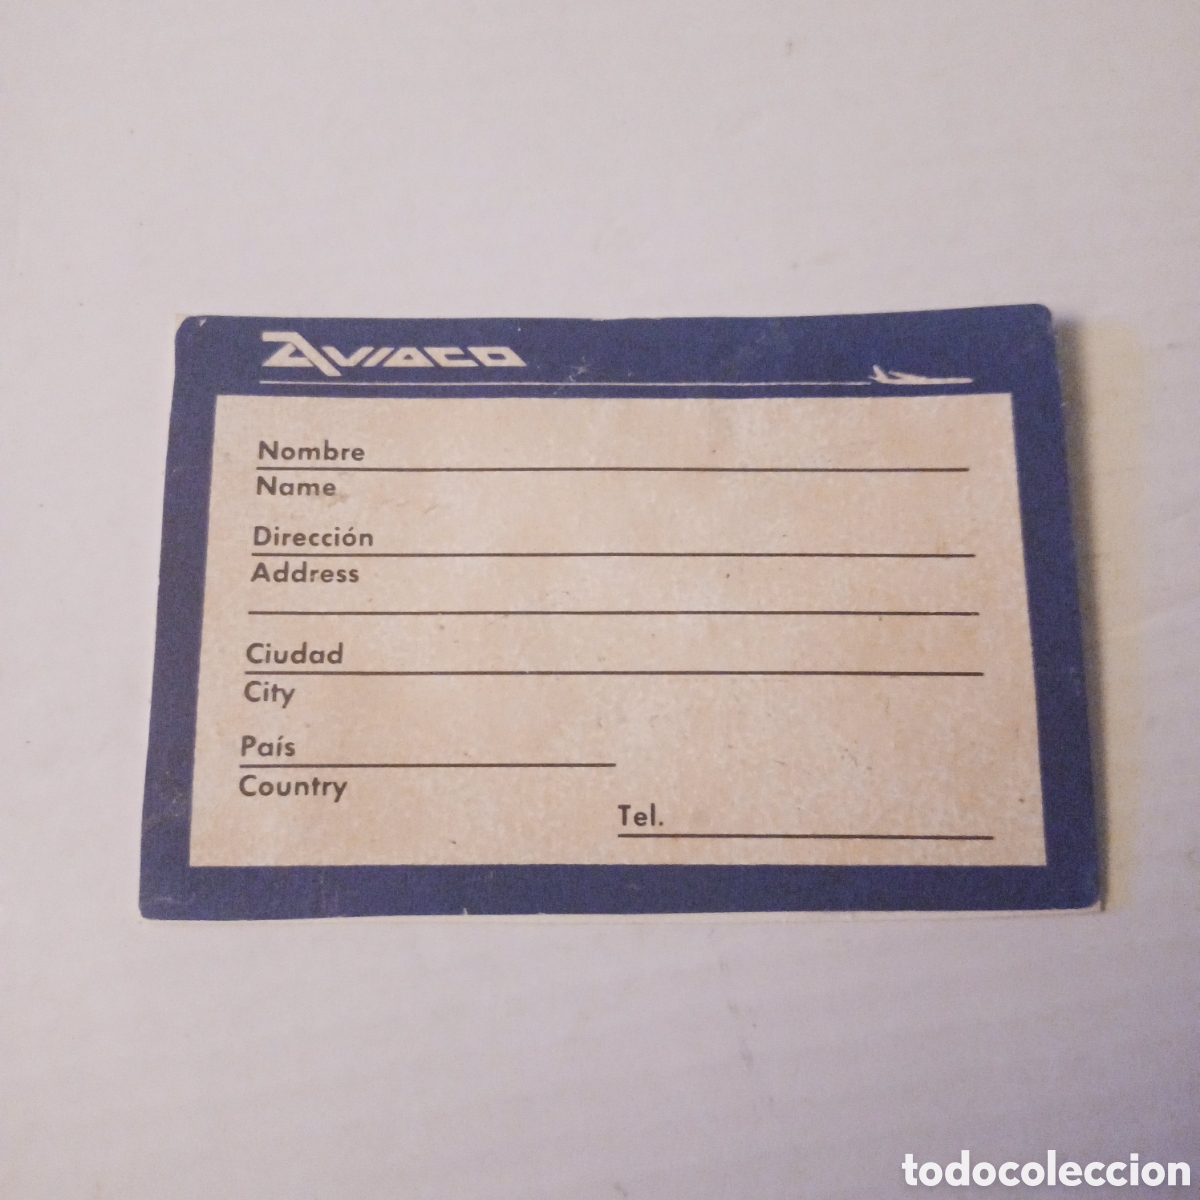 AVIACO
Nombre
Name
Dirección
Address
Ciudad
City
País
Country
Tel.
todocoleccion